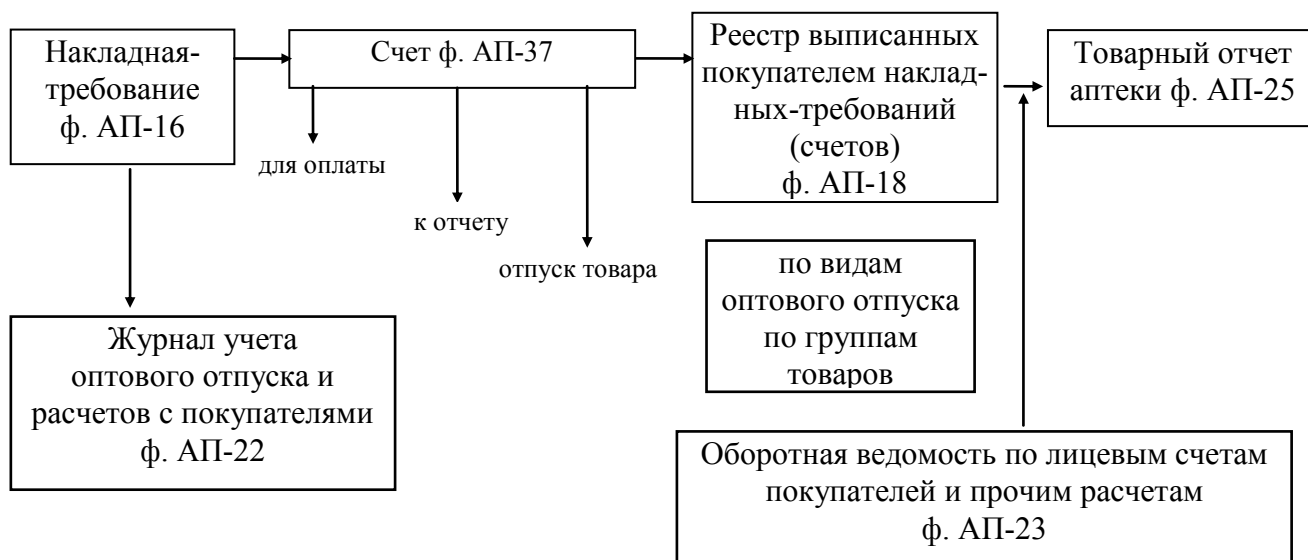 Накладная-
требование
ф. АП-16
Счет ф. АП-37
Реестр выписанных
покупателем наклад-
ных-требований
(счетов)
ф. АП-18
Товарный отчет
аптеки ф. АП-25
для оплаты
к отчету
отпуск товара
по видам
оптового отпуска
по группам
товаров
Журнал учета
оптового отпуска и
расчетов с покупателями
ф. АП-22
Оборотная ведомость по лицевым счетам
покупателей и прочим расчетам
ф. АП-23